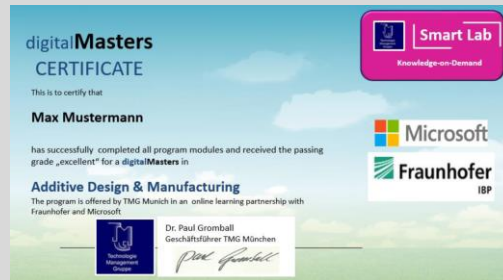 digitalMasters
CERTIFICATE
This is to certify that
Max Mustermann
has successfully completed all program modules and received the passing
grade „excellent“ for a digitalMasters in
Additive Design & Manufacturing
The program is offered by TMG Munich in an online learning partnership with
Fraunhofer and Microsoft
Technologie
Management
Gruppe
Dr. Paul Gromball
Geschäftsführer TMG München
Paul Gromball
Smart Lab
Knowledge-on-Demand
Microsoft
Fraunhofer
IBP